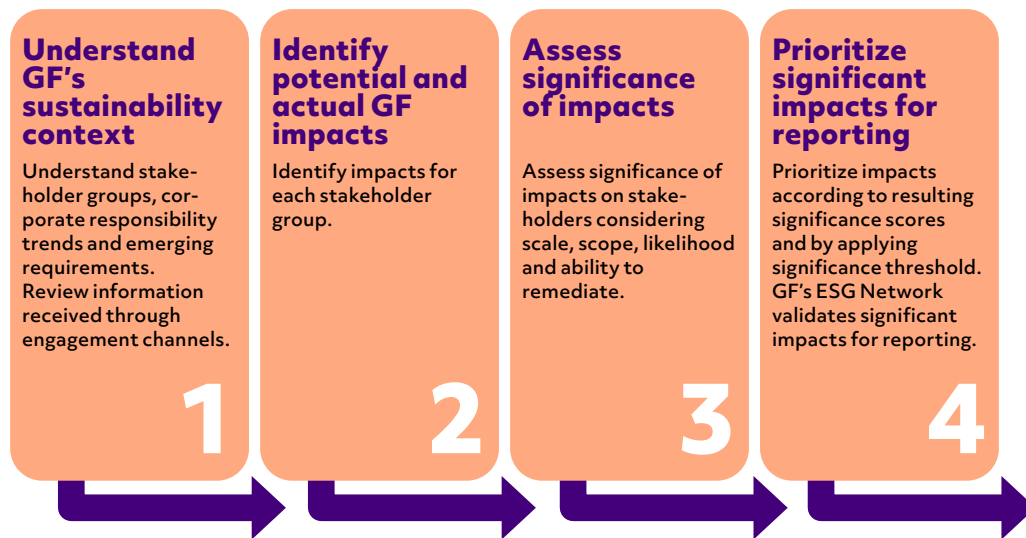 Understand
GF's
sustainability
context
Understand stake-
holder groups, cor-
porate responsibility
trends and emerging
requirements.
Review information
received through
engagement channels.
1
Identify
potential and
actual GF
impacts
Identify impacts for
each stakeholder
group.
2
Assess
significance
of impacts
Assess significance of
impacts on stake-
holders considering
scale, scope, likelihood
and ability to
remediate.
3
Prioritize
significant
impacts for
reporting
Prioritize impacts
according to resulting
significance scores
and by applying
significance threshold.
GF's ESG Network
validates significant
impacts for reporting.
4